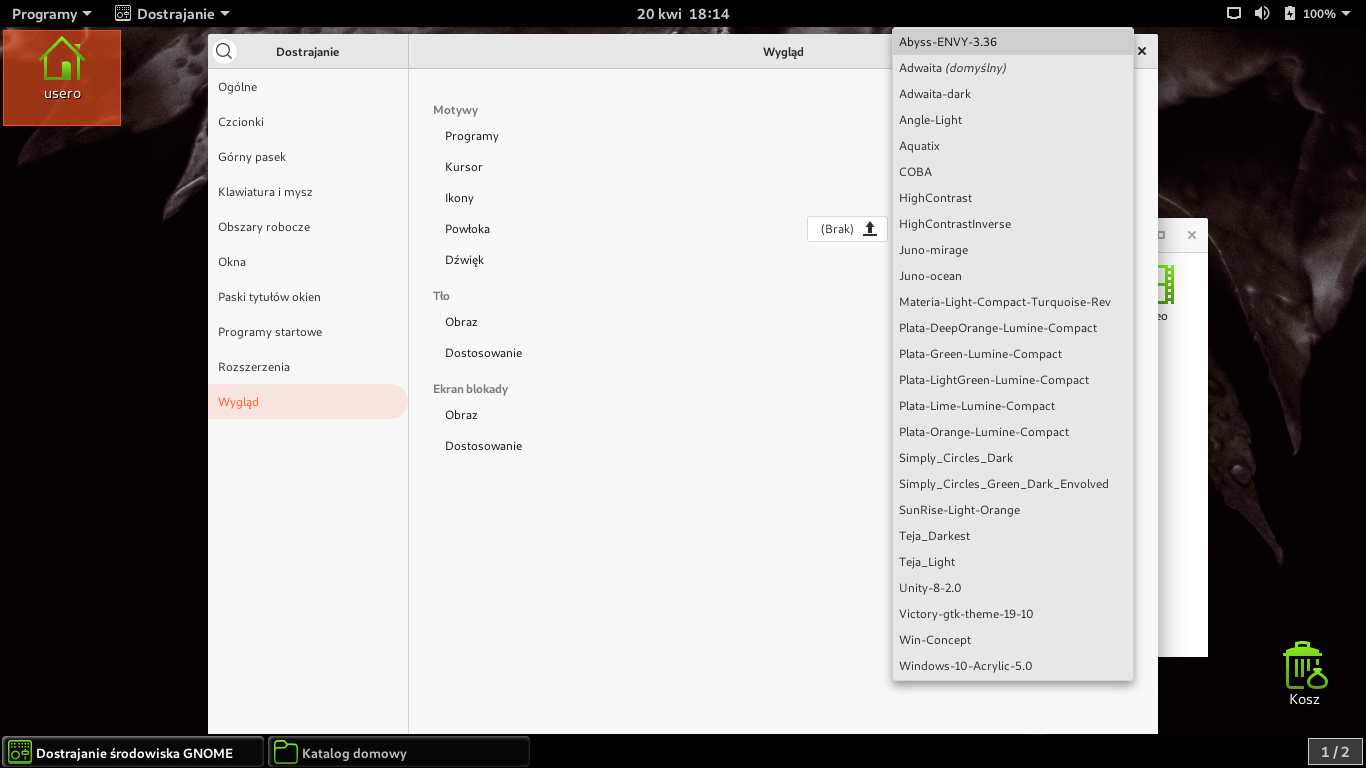 Programy
Dostrajanie
20 kwi 18:14
100%
usero
Dostrajanie
Wygląd
Ogólne
Czcionki
Górny pasek
Klawiatura i mysz
Obszary robocze
Okna
Paski tytułów okien
Programy startowe
Rozszerzenia
Wygląd
Motywy
Programy
Kursor
Ikony
Powłoka
(Brak)
Dźwięk
Tło
Obraz
Dostosowanie
Ekran blokady
Obraz
Dostosowanie
Abyss-ENVY-3.36
Adwaita (domyślny)
Adwaita-dark
Angle-Light
Aquatix
COBA
HighContrast
HighContrastInverse
Juno-mirage
Juno-ocean
Materia-Light-Compact-Turquoise-Rev
Plata-DeepOrange-Lumine-Compact
Plata-Green-Lumine-Compact
Plata-LightGreen-Lumine-Compact
Plata-Lime-Lumine-Compact
Plata-Orange-Lumine-Compact
Simply_Circles_Dark
Simply_Circles_Green_Dark_Envolved
SunRise-Light-Orange
Teja_Darkest
Teja_Light
Unity-8-2.0
Victory-gtk-theme-19-10
Win-Concept
Windows-10-Acrylic-5.0
eo
Kosz
Dostrajanie środowiska GNOME
Katalog domowy
1 / 2